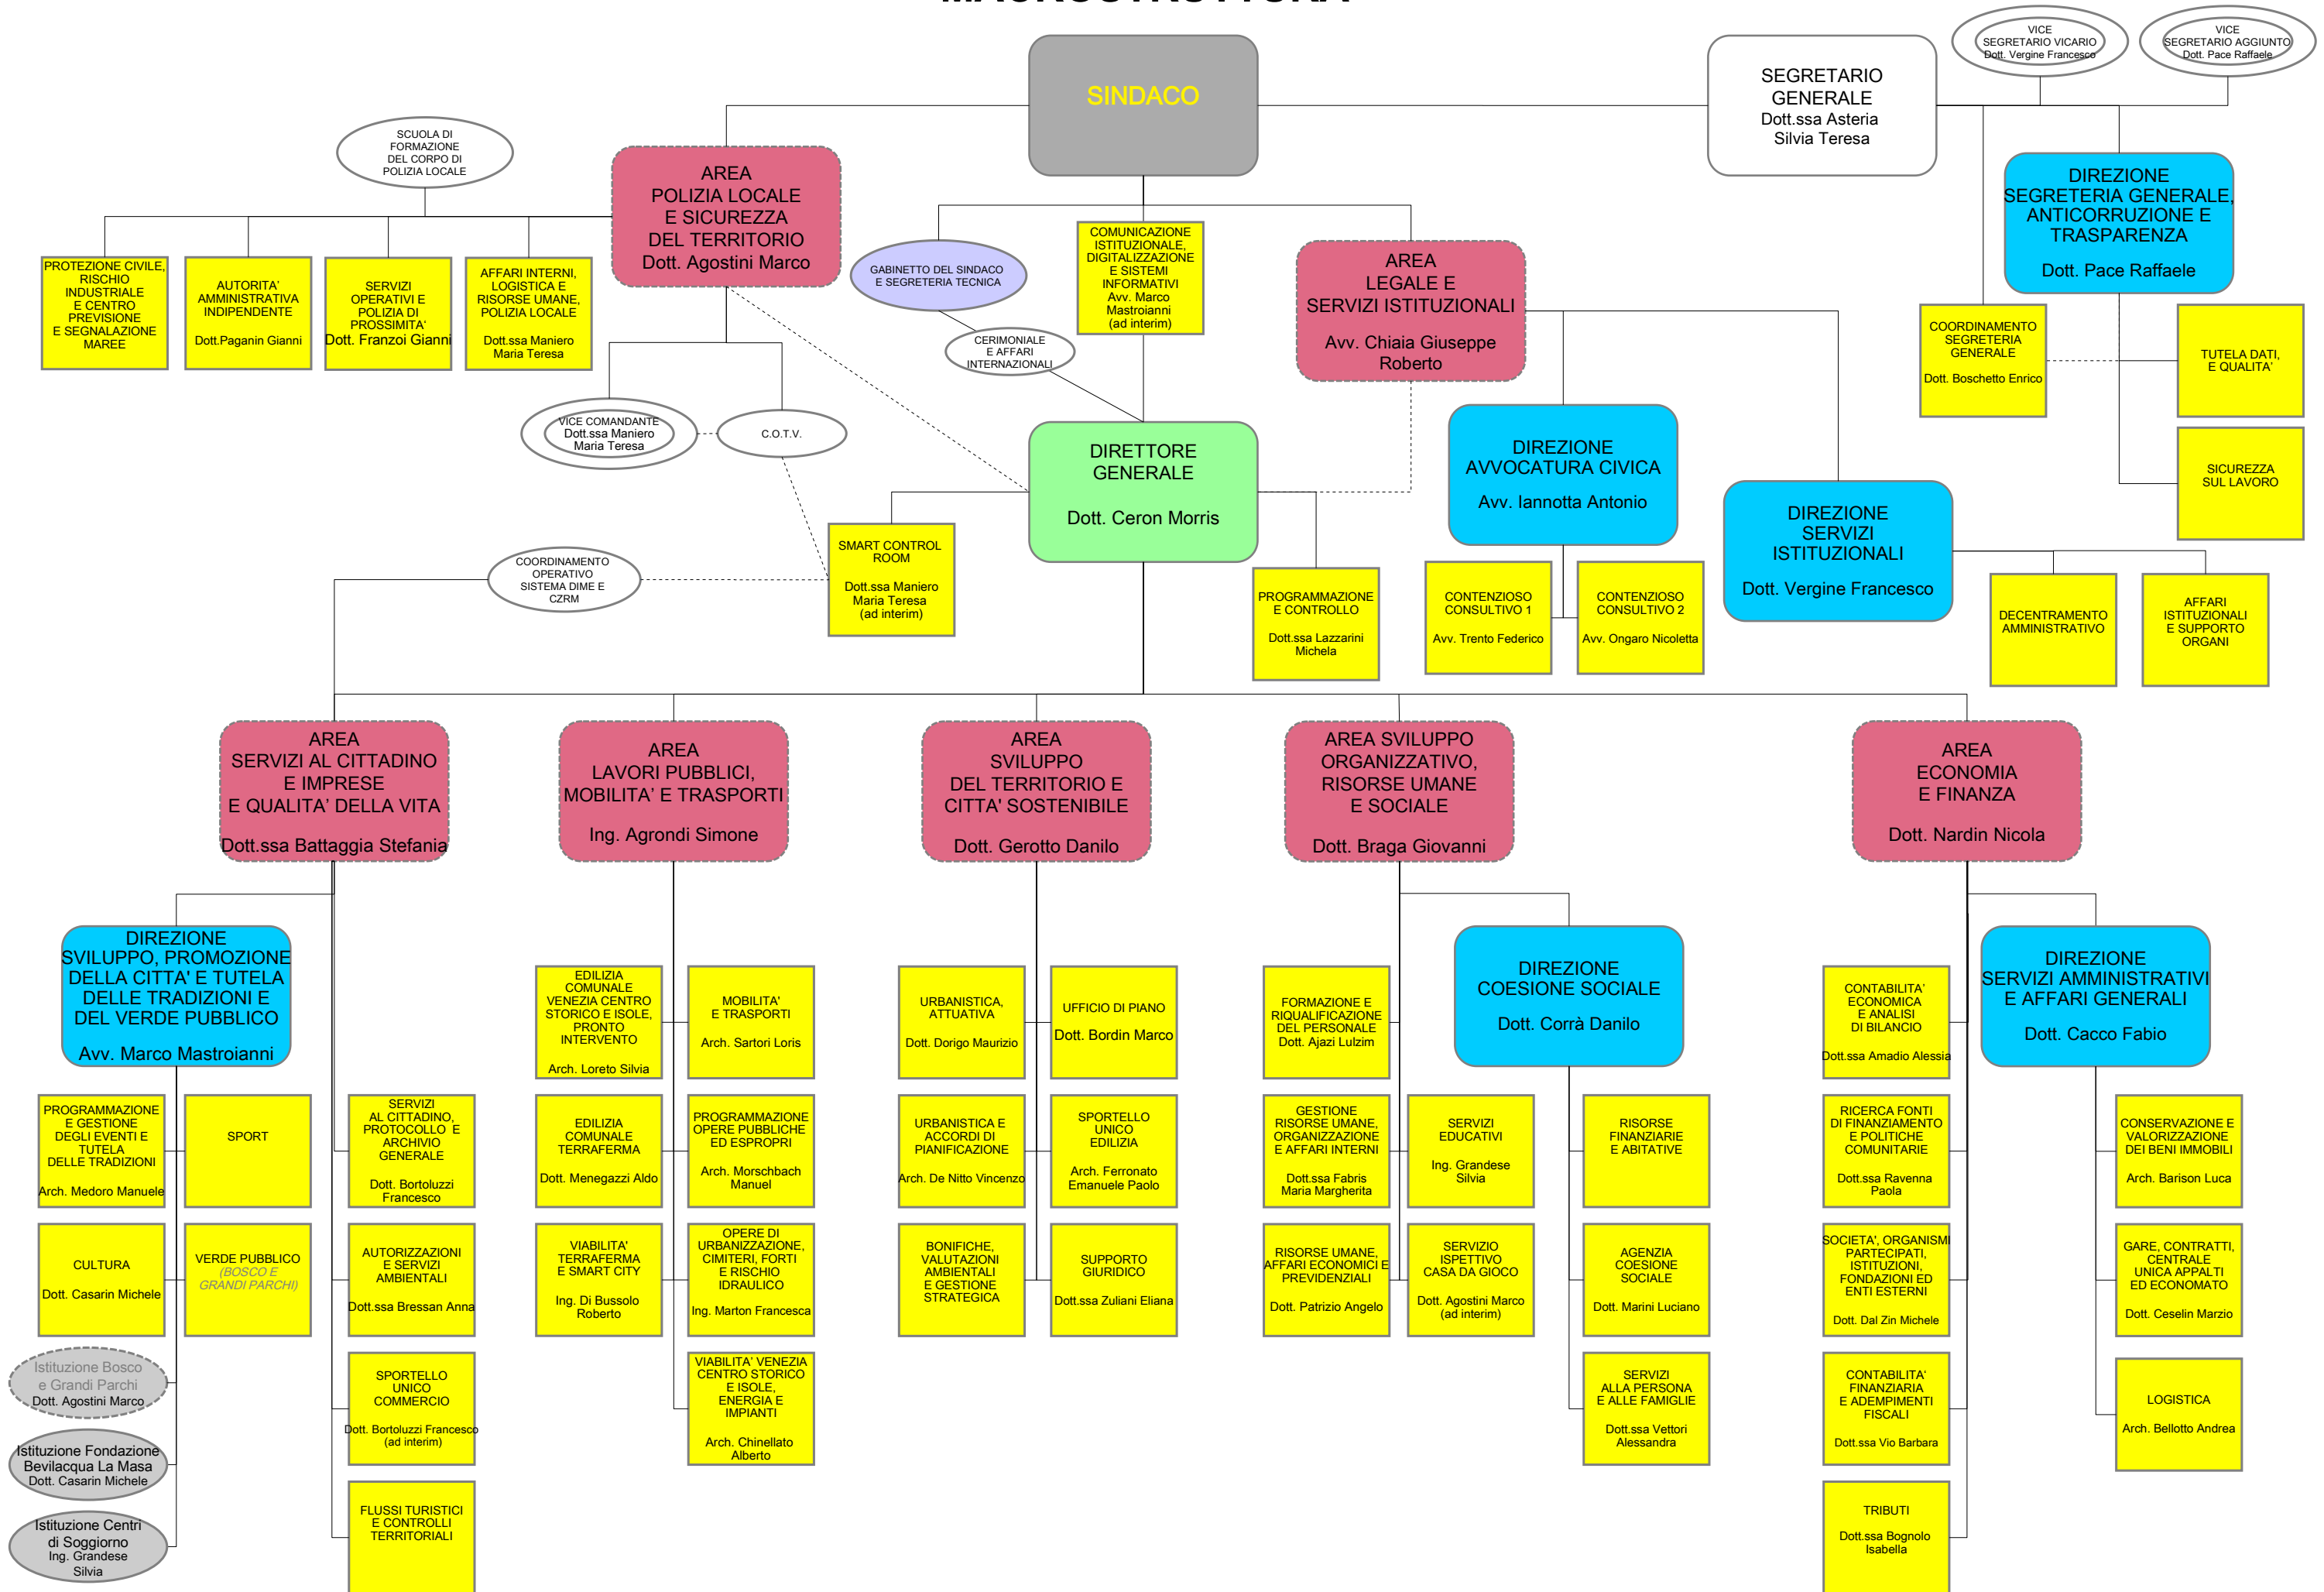 SINDACO
SEGRETARIO
GENERALE
Dott.ssa Asteria
Silvia Teresa
VICE
SEGRETARIO VICARIO
Dott. Vergine Francesco
VICE
SEGRETARIO AGGIUNTO
Dott. Pace Raffaele
SCUOLA DI
FORMAZIONE
DEL CORPO DI
POLIZIA LOCALE
AREA
POLIZIA LOCALE
E SICUREZZA
DEL TERRITORIO
Dott. Agostini Marco
DIREZIONE
SEGRETERIA GENERALE,
ANTICORRUZIONE E
TRASPARENZA
Dott. Pace Raffaele
PROTEZIONE CIVILE,
RISCHIO
INDUSTRIALE
E CENTRO
PREVISIONE
E SEGNALAZIONE
MAREE
AUTORITA'
AMMINISTRATIVA
INDIPENDENTE
Dott.Paganin Gianni
SERVIZI
OPERATIVI E
POLIZIA DI
PROSSIMITA'
Dott. Franzoi Gianni
AFFARI INTERNI,
LOGISTICA E
RISORSE UMANE,
POLIZIA LOCALE
Dott.ssa Maniero
Maria Teresa
GABINETTO DEL SINDACO
E SEGRETERIA TECNICA
COMUNICAZIONE
ISTITUZIONALE,
DIGITALIZZAZIONE
E SISTEMI
INFORMATIVI
Avv. Marco
Mastroianni
(ad interim)
AREA
LEGALE E
SERVIZI ISTITUZIONALI
Avv. Chiaia Giuseppe
Roberto
CERIMONIALE
E AFFARI
INTERNAZIONALI
COORDINAMENTO
SEGRETERIA
GENERALE
Dott. Boschetto Enrico
TUTELA DATI,
E QUALITA'
VICE COMANDANTE
Dott.ssa Maniero
Maria Teresa
C.O.T.V.
DIRETTORE
GENERALE
Dott. Ceron Morris
DIREZIONE
AVVOCATURA CIVICA
Avv. Iannotta Antonio
SICUREZZA
SUL LAVORO
DIREZIONE
SERVIZI
ISTITUZIONALI
Dott. Vergine Francesco
COORDINAMENTO
OPERATIVO
SISTEMA DIME E
CZRM
SMART CONTROL
ROOM
Dott.ssa Maniero
Maria Teresa
(ad interim)
PROGRAMMAZIONE
E CONTROLLO
Dott.ssa Lazzarini
Michela
CONTENZIOSO
CONSULTIVO 1
Avv. Trento Federico
CONTENZIOSO
CONSULTIVO 2
Avv. Ongaro Nicoletta
DECENTRAMENTO
AMMINISTRATIVO
AFFARI
ISTITUZIONALI
E SUPPORTO
ORGANI
AREA
SERVIZI AL CITTADINO
E IMPRESE
E QUALITA' DELLA VITA
Dott.ssa Battaggia Stefania
AREA
LAVORI PUBBLICI,
MOBILITA' E TRASPORTI
Ing. Agrondi Simone
AREA
SVILUPPO
DEL TERRITORIO E
CITTA' SOSTENIBILE
Dott. Gerotto Danilo
AREA SVILUPPO
ORGANIZZATIVO,
RISORSE UMANE
E SOCIALE
Dott. Braga Giovanni
AREA
ECONOMIA
E FINANZA
Dott. Nardin Nicola
DIREZIONE
SVILUPPO, PROMOZIONE
DELLA CITTA' E TUTELA
DELLE TRADIZIONI E
DEL VERDE PUBBLICO
Avv. Marco Mastroianni
EDILIZIA
COMUNALE
VENEZIA CENTRO
STORICO E ISOLE,
PRONTO
INTERVENTO
Arch. Loreto Silvia
MOBILITA'
E TRASPORTI
Arch. Sartori Loris
URBANISTICA,
ATTUATIVA
Dott. Dorigo Maurizio
UFFICIO DI PIANO
Dott. Bordin Marco
FORMAZIONE E
RIQUALIFICAZIONE
DEL PERSONALE
Dott. Ajazi Lulzim
DIREZIONE
COESIONE SOCIALE
Dott. Corrà Danilo
CONTABILITA'
ECONOMICA
E ANALISI
DI BILANCIO
Dott.ssa Amadio Alessia
DIREZIONE
SERVIZI AMMINISTRATIVI
E AFFARI GENERALI
Dott. Cacco Fabio
PROGRAMMAZIONE
E GESTIONE
DEGLI EVENTI E
TUTELA
DELLE TRADIZIONI
Arch. Medoro Manuele
SPORT
SERVIZI
AL CITTADINO,
PROTOCOLLO E
ARCHIVIO
GENERALE
Dott. Bortoluzzi
Francesco
EDILIZIA
COMUNALE
TERRAFERMA
Dott. Menegazzi Aldo
PROGRAMMAZIONE
OPERE PUBBLICHE
ED ESPROPRI
Arch. Morschbach
Manuel
URBANISTICA E
ACCORDI DI
PIANIFICAZIONE
Arch. De Nitto Vincenzo
SPORTELLO
UNICO
EDILIZIA
Arch. Ferronato
Emanuele Paolo
GESTIONE
RISORSE UMANE,
ORGANIZZAZIONE
E AFFARI INTERNI
Dott.ssa Fabris
Maria Margherita
SERVIZI
EDUCATIVI
Ing. Grandese
Silvia
RISORSE
FINANZIARIE
E ABITATIVE
RICERCA FONTI
DI FINANZIAMENTO
E POLITICHE
COMUNITARIE
Dott.ssa Ravenna
Paola
CONSERVAZIONE E
VALORIZZAZIONE
DEI BENI IMMOBILI
Arch. Barison Luca
CULTURA
Dott. Casarin Michele
VERDE PUBBLICO
(BOSCO E
GRANDI PARCHI)
AUTORIZZAZIONI
E SERVIZI
AMBIENTALI
Dott.ssa Bressan Anna
VIABILITA'
TERRAFERMA
E SMART CITY
Ing. Di Bussolo
Roberto
OPERE DI
URBANIZZAZIONE,
CIMITERI, FORTI
E RISCHIO
IDRAULICO
Ing. Marton Francesca
BONIFICHE,
VALUTAZIONI
AMBIENTALI
E GESTIONE
STRATEGICA
SUPPORTO
GIURIDICO
Dott.ssa Zuliani Eliana
RISORSE UMANE,
AFFARI ECONOMICI E
PREVIDENZIALI
Dott. Patrizio Angelo
SERVIZIO
ISPETTIVO
CASA DA GIOCO
Dott. Agostini Marco
(ad interim)
AGENZIA
COESIONE
SOCIALE
Dott. Marini Luciano
SOCIETA', ORGANISMI
PARTECIPATI,
ISTITUZIONI,
FONDAZIONI ED
ENTI ESTERNI
Dott. Dal Zin Michele
GARE, CONTRATTI,
CENTRALE
UNICA APPALTI
ED ECONOMATO
Dott. Ceselin Marzio
Istituzione Bosco
e Grandi Parchi
Dott. Agostini Marco
SPORTELLO
UNICO
COMMERCIO
Dott. Bortoluzzi Francesco
(ad interim)
VIABILITA' VENEZIA
CENTRO STORICO
E ISOLE,
ENERGIA E
IMPIANTI
Arch. Chinellato
Alberto
SERVIZI
ALLA PERSONA
E ALLE FAMIGLIE
Dott.ssa Vettori
Alessandra
CONTABILITA'
FINANZIARIA
E ADEMPIMENTI
FISCALI
Dott.ssa Vio Barbara
LOGISTICA
Arch. Bellotto Andrea
Istituzione Fondazione
Bevilacqua La Masa
Dott. Casarin Michele
Istituzione Centri
di Soggiorno
Ing. Grandese
Silvia
FLUSSI TURISTICI
E CONTROLLI
TERRITORIALI
TRIBUTI
Dott.ssa Bognolo
Isabella